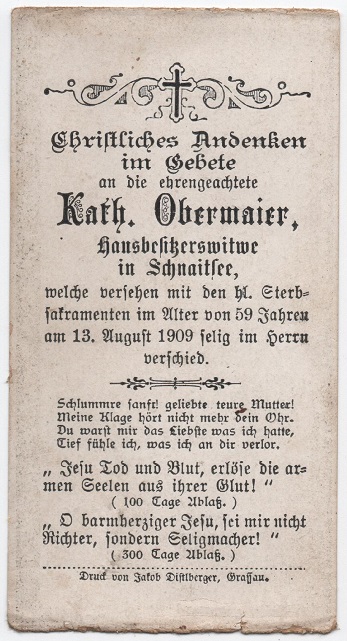 Christliches Andenken
im Gebete
an die ehrengeachtete
Kath. Obermaier,
Hausbesitzerswitwe
in Schnaitsee,
welche versehen mit den hl. Sterb-
sakramenten im Alter von 59 Jahren
am 13. August 1909 selig im Herrn
verschied.
Schlummre sanft! geliebte teure Mutter!
Meine Klage hört nicht mehr dein Ohr.
Du warst mir das Liebste was ich hatte,
Tief fühle ich, was ich an dir verlor.
„ Jesu Tod und Blut, erlöse die ar-
men Seelen aus ihrer Glut! “
( 100 Tage Ablaß. )
„ O barmherziger Jesu, sei mir nicht
Richter, sondern Seligmacher! “
( 300 Tage Ablaß. )
Druck von Jakob Distlberger, Grassau.